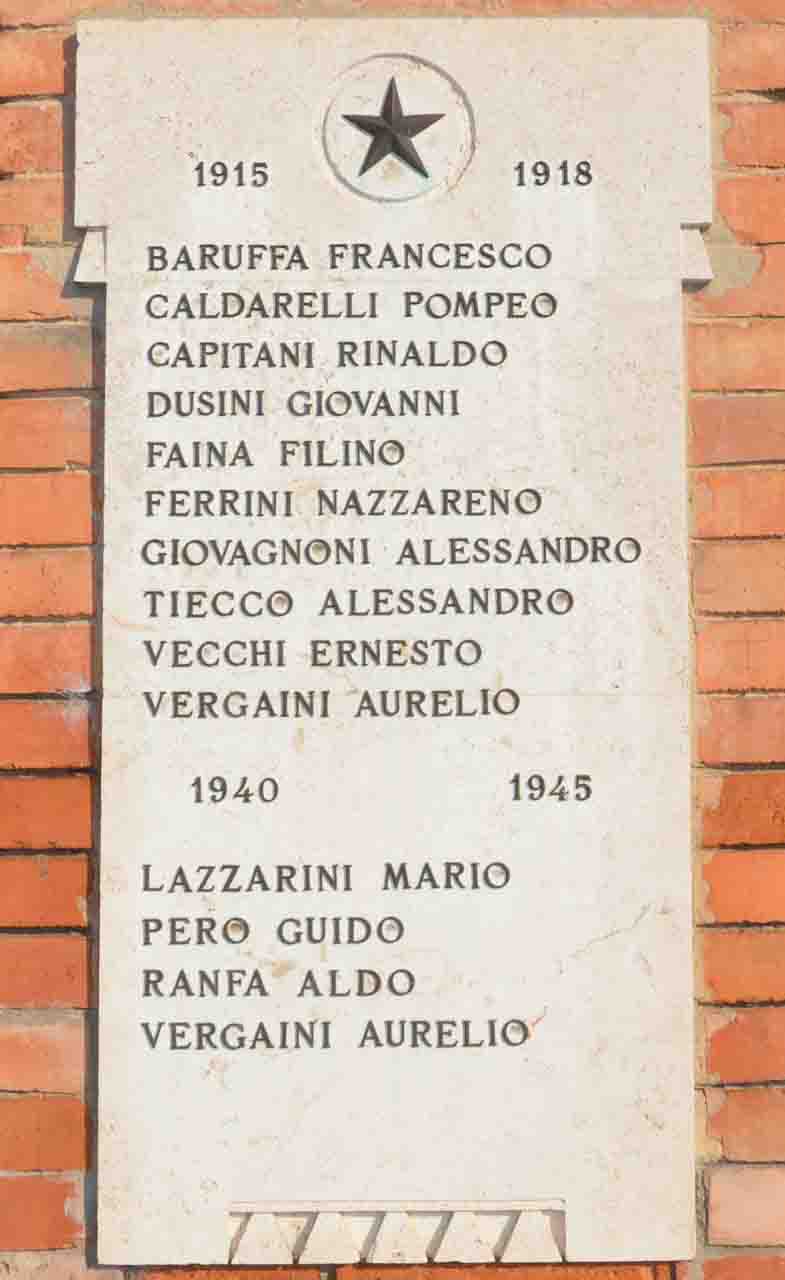 1915 1918
BARUFFA FRANCESCO
CALDARELLI POMPEO
CAPITANI RINALDO
DUSINI GIOVANNI
FAINA FILINO
FERRINI NAZZARENO
GIOVAGNONI ALESSANDRO
TIECCO ALESSANDRO
VECCHI ERNESTO
VERGAINI AURELIO
1940 1945
LAZZARINI MARIO
PERO GUIDO
RANFA ALDO
VERGAINI AURELIO